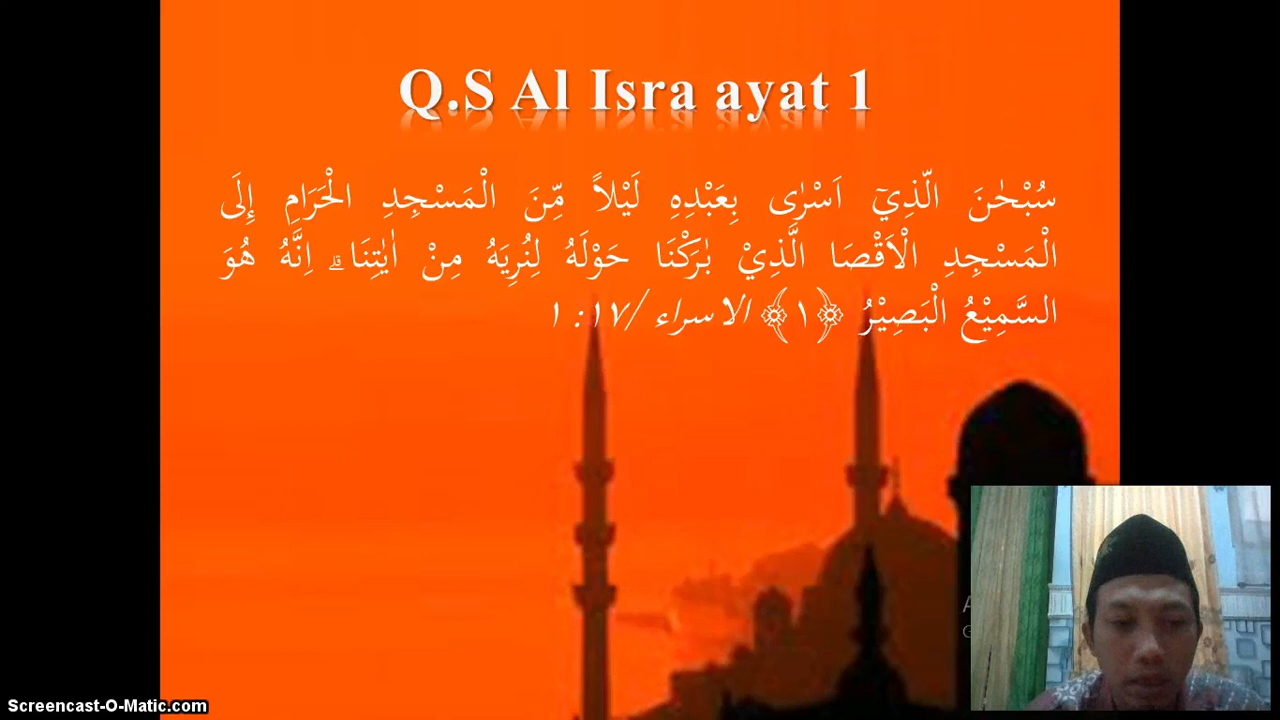 Q.S Al Isra ayat 1
سُبْحٰنَ الَّذِيْٓ اَسْرٰى بِعَبْدِهِ لَيْلاً مِّنَ الْمَسْجِدِ الْحَرَامِ إِلَى
الْمَسْجِدِ الْاَقْصَا الَّذِيْ بٰرَكْنَا حَوْلَهُ لِنُرِيَهُ مِنْ اٰيٰتِنَا ۗ اِنَّهُ هُوَ
السَّمِيْعُ الْبَصِيْرُ ﴿١﴾ الاسراء /١٧: ١
Screencast-O-Matic.com